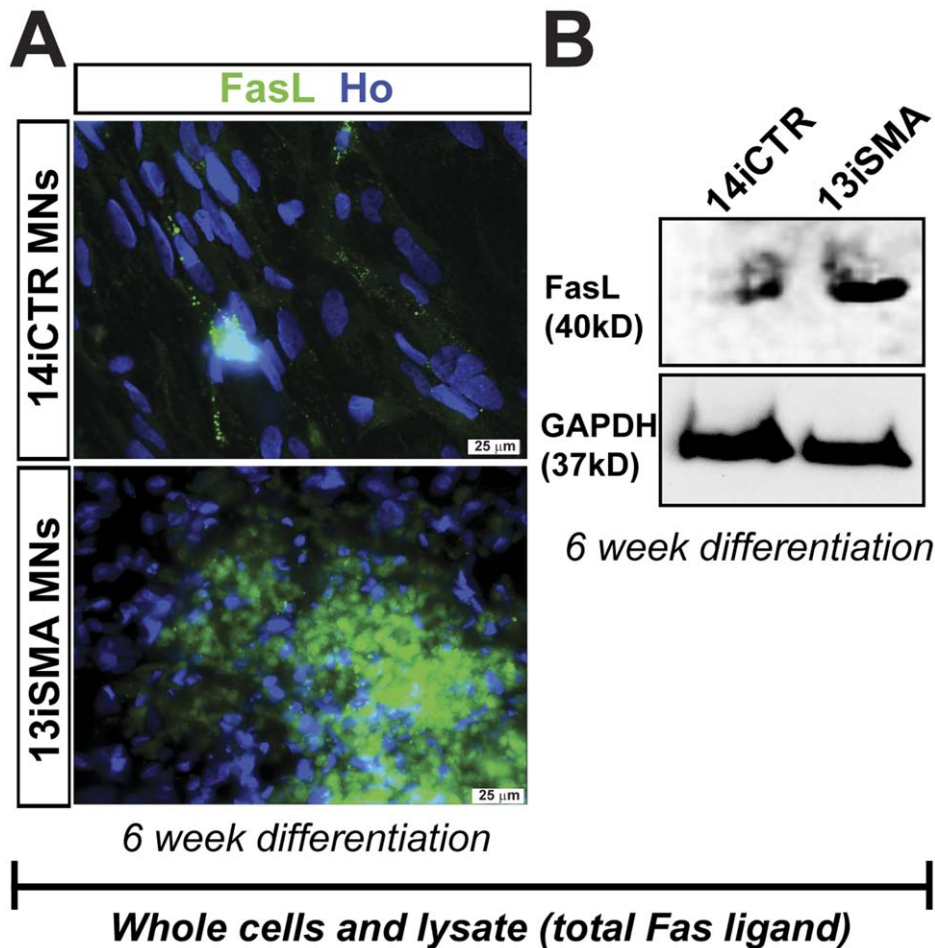 A
FasL Ho
14iCTR MNs
25 μm
13iSMA MNs
25 μm
6 week differentiation
B
14iCTR
13iSMA
FasL
(40kD)
GAPDH
(37kD)
6 week differentiation
Whole cells and lysate (total Fas ligand)